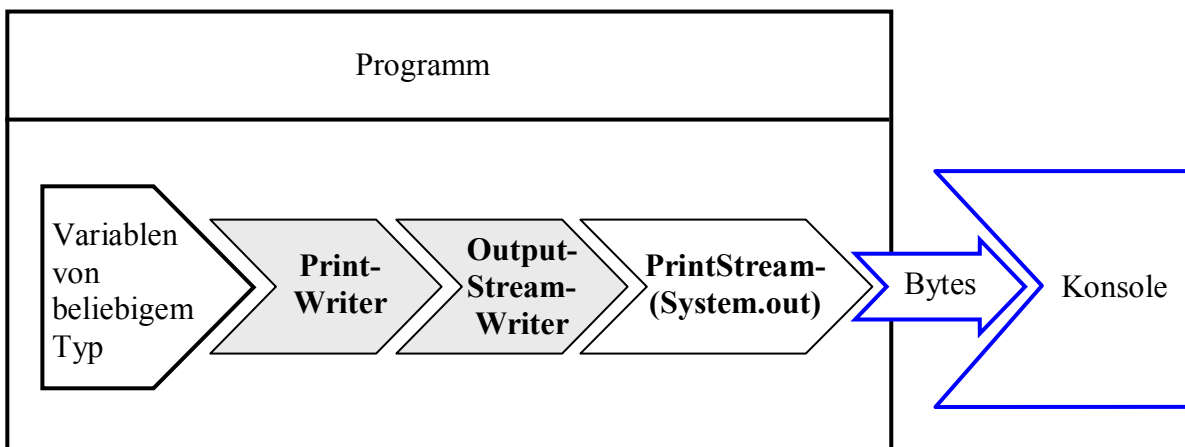 Programm
Variablen
von
beliebigem
Typ
Print-
Writer
Output-
Stream-
Writer
PrintStream-
(System.out)
Bytes
Konsole